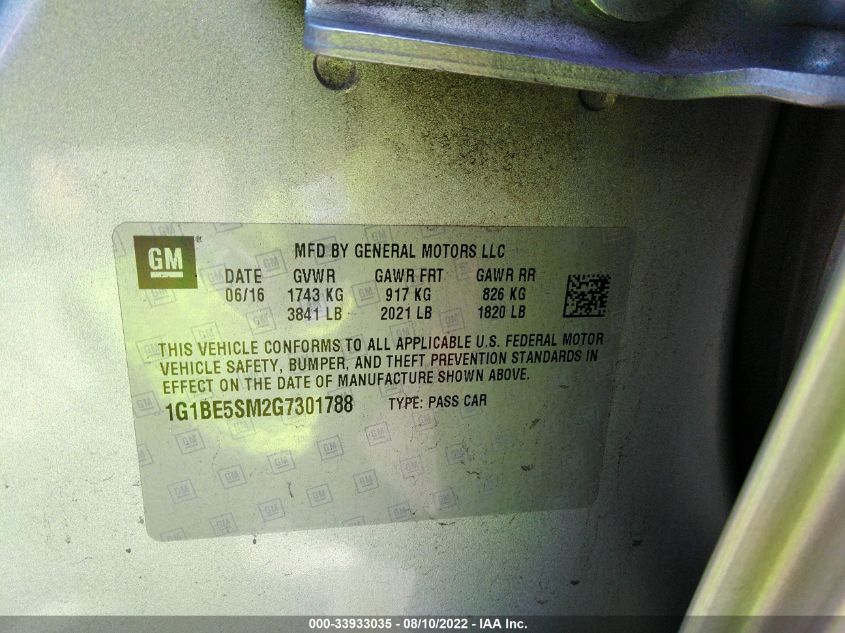 GM
MFD BY GENERAL MOTORS LLC
DATE GVWR GAWR FRT GAWR RR
06/16 1743 KG 917 KG 826 KG
3841 LB 2021 LB 1820 LB
THIS VEHICLE CONFORMS TO ALL APPLICABLE U.S. FEDERAL MOTOR
VEHICLE SAFETY, BUMPER, AND THEFT PREVENTION STANDARDS IN
EFFECT ON THE DATE OF MANUFACTURE SHOWN ABOVE.
1G1BE5SM2G7301788 TYPE: PASS CAR
000-33933035 - 08/10/2022 - IAA Inc.